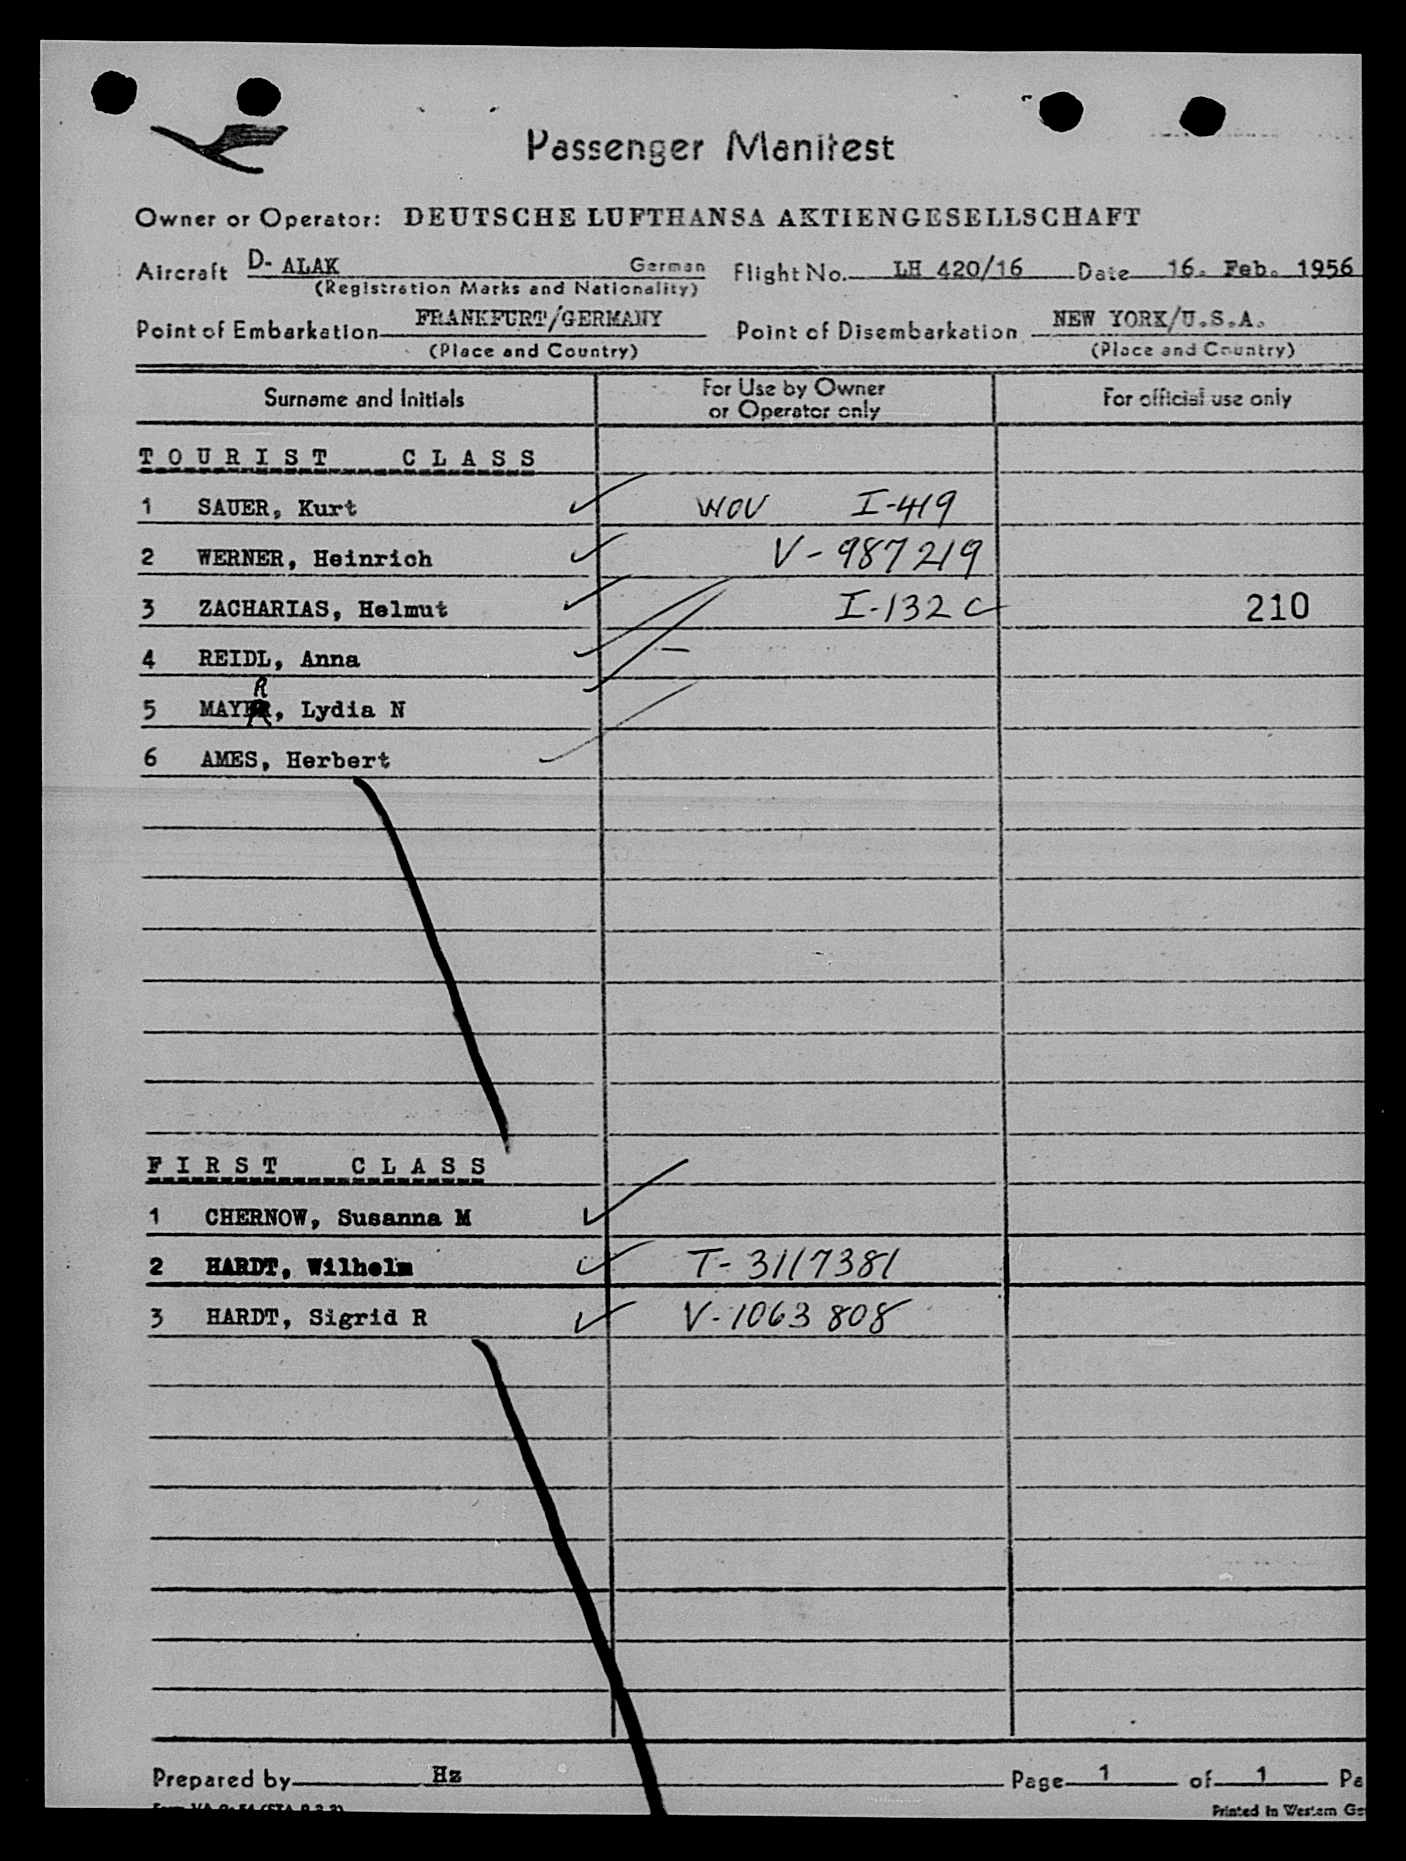 Passenger Manifest
Owner or Operator: DEUTSCHE LUFTHANSA AKTIENGESELLSCHAFT
Aircraft D- ALAK German Flight No. LH 420/16 Date 16. Feb. 1956
(Registration Marks and Nationality)
Point of Embarkation FRANKFURT/GERMANY Point of Disembarkation NEW YORK/U.S.A.
(Place and Country) (Place and Country)
Surname and Initials For Use by Owner or Operator only For official use only
TOURIST CLASS
1 SAUER, Kurt WOV I-419
2 WERNER, Heinrich V-987219
3 ZACHARIAS, Helmut I-132 C 210
4 REIDL, Anna —
R
5 MAYER, Lydia N
6 AMES, Herbert
FIRST CLASS
1 CHERNOW, Susanna M
2 HARDT, Wilhelm T-3117381
3 HARDT, Sigrid R V-1063808
Prepared by Hz Page 1 of 1 Pa
Printed in Western Ge